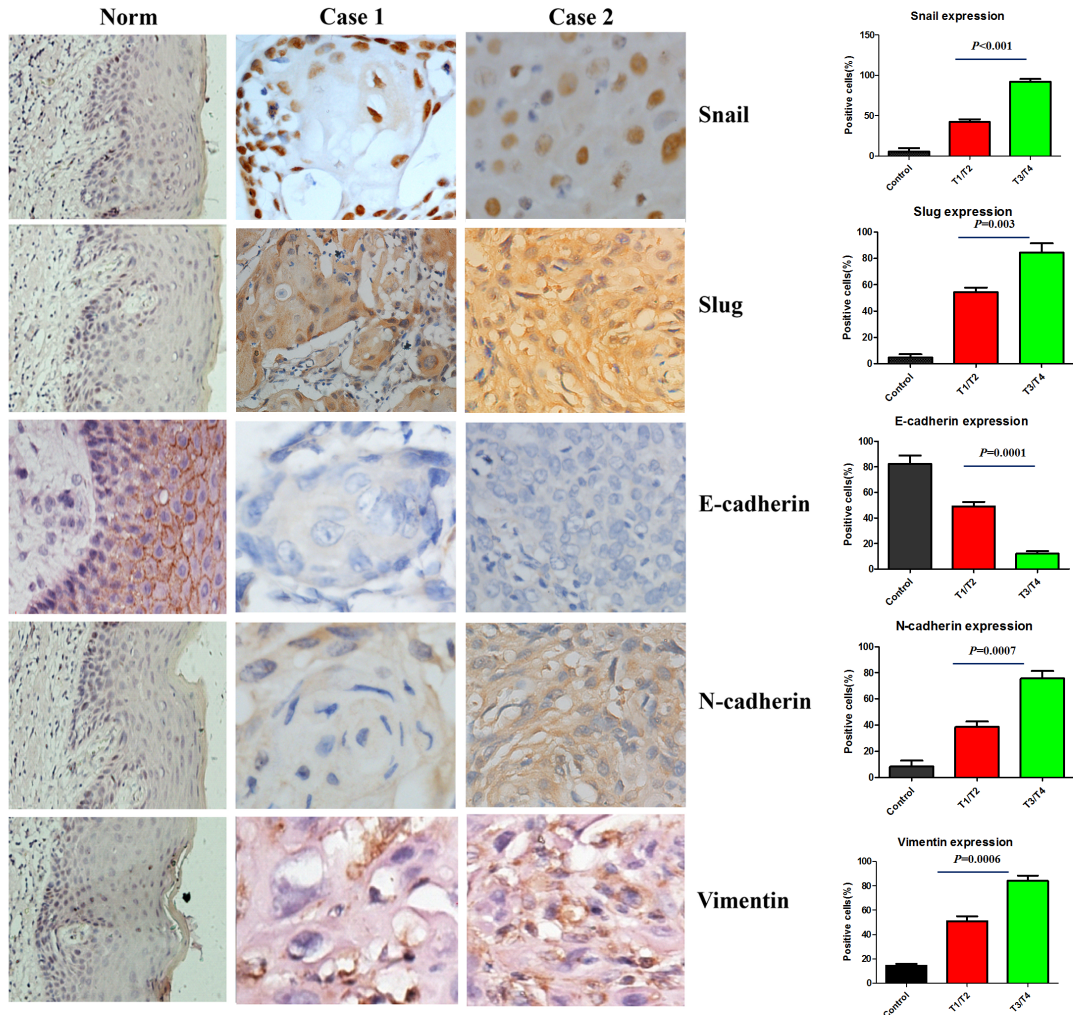 Norm
Case 1
Case 2
Snail
Slug
E-cadherin
N-cadherin
Vimentin
Snail expression
P<0.001
Positive cells(%)
150
100
50
0
Control
T1/T2
T3/T4
Slug expression
P=0.003
Positive cells(%)
100
80
60
40
20
0
Control
T1/T2
T3/T4
E-cadherin expression
P=0.0001
Positive cells(%)
100
80
60
40
20
0
Control
T1/T2
T3/T4
N-cadherin expression
P=0.0007
Positive cells(%)
100
80
60
40
20
0
Control
T1/T2
T3/T4
Vimentin expression
P=0.0006
Positive cells(%)
100
80
60
40
20
0
Control
T1/T2
T3/T4